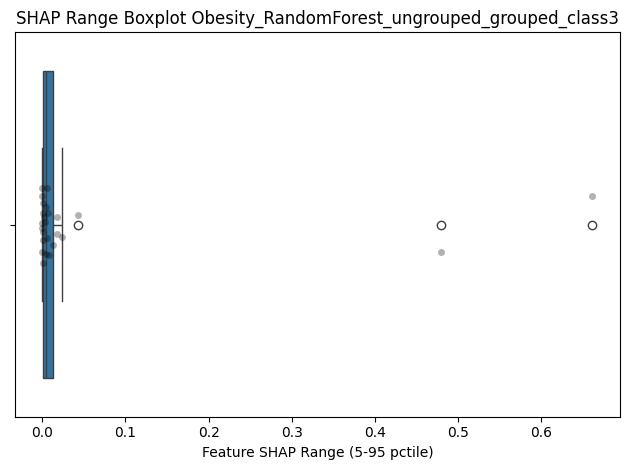 SHAP Range Boxplot Obesity_RandomForest_ungrouped_grouped_class3
0.0 0.1 0.2 0.3 0.4 0.5 0.6
Feature SHAP Range (5-95 pctile)